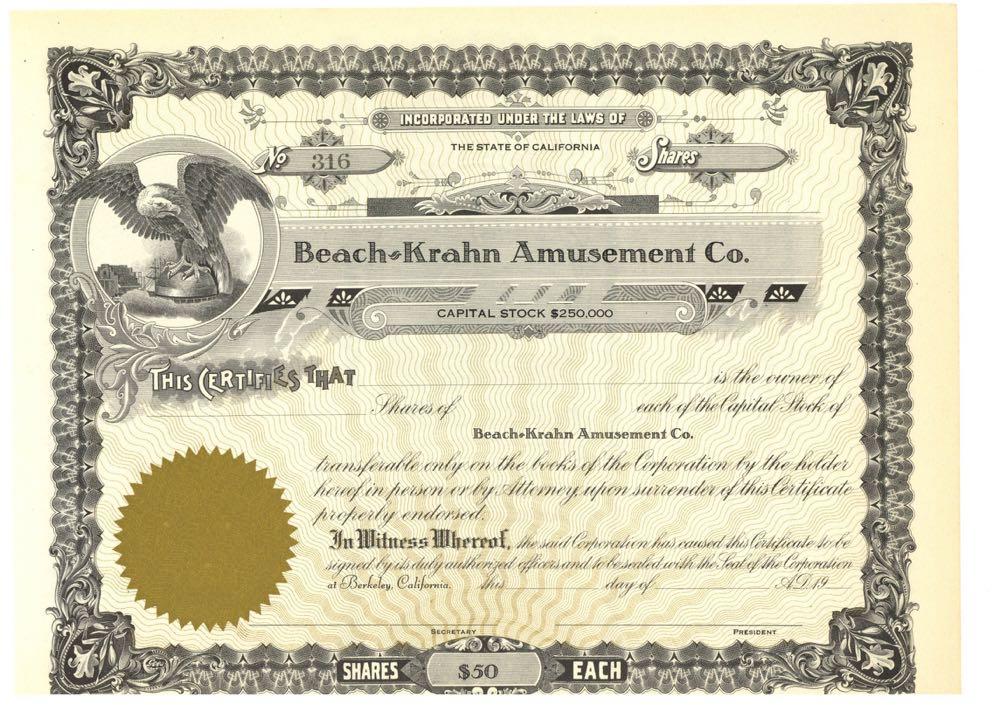 INCORPORATED UNDER THE LAWS OF
THE STATE OF CALIFORNIA
No 316
Shares
Beach-Krahn Amusement Co.
CAPITAL STOCK $250,000
THIS CERTIFIES THAT is the owner of
Shares of each of the Capital Stock of
Beach-Krahn Amusement Co.
transferable only on the books of the Corporation by the holder
hereof in person or by Attorney, upon surrender of this Certificate
properly endorsed.
In Witness Whereof, the said Corporation has caused this Certificate to be
signed by its duly authorized officers and to be sealed with the Seal of the Corporation
at Berkeley, California. this day of A.D. 19
SECRETARY PRESIDENT
SHARES $50 EACH